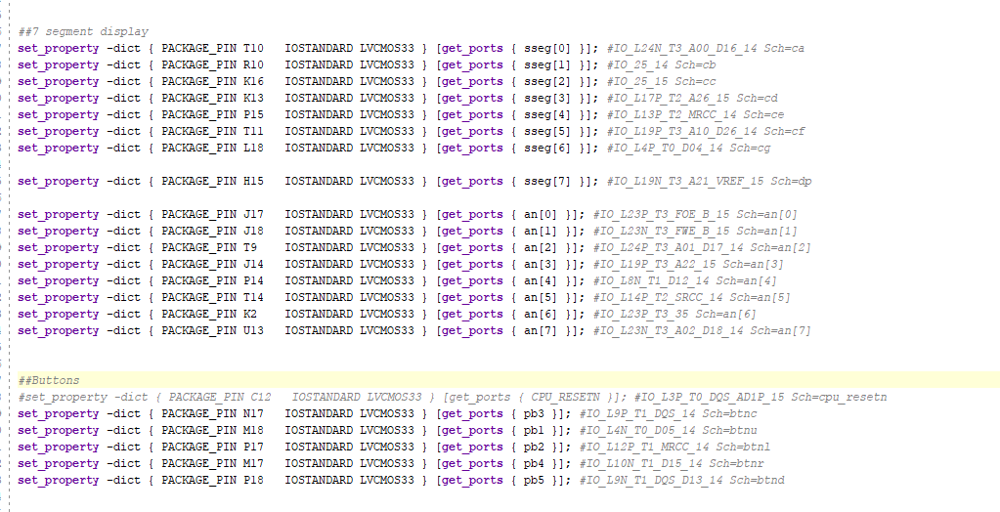 ##7 segment display
set_property -dict { PACKAGE_PIN T10   IOSTANDARD LVCMOS33 } [get_ports { sseg[0] }]; #IO_L24N_T3_A00_D16_14 Sch=ca
set_property -dict { PACKAGE_PIN R10   IOSTANDARD LVCMOS33 } [get_ports { sseg[1] }]; #IO_25_14 Sch=cb
set_property -dict { PACKAGE_PIN K16   IOSTANDARD LVCMOS33 } [get_ports { sseg[2] }]; #IO_25_15 Sch=cc
set_property -dict { PACKAGE_PIN K13   IOSTANDARD LVCMOS33 } [get_ports { sseg[3] }]; #IO_L17P_T2_A26_15 Sch=cd
set_property -dict { PACKAGE_PIN P15   IOSTANDARD LVCMOS33 } [get_ports { sseg[4] }]; #IO_L13P_T2_MRCC_14 Sch=ce
set_property -dict { PACKAGE_PIN T11   IOSTANDARD LVCMOS33 } [get_ports { sseg[5] }]; #IO_L19P_T3_A10_D26_14 Sch=cf
set_property -dict { PACKAGE_PIN L18   IOSTANDARD LVCMOS33 } [get_ports { sseg[6] }]; #IO_L4P_T0_D04_14 Sch=cg
set_property -dict { PACKAGE_PIN H15   IOSTANDARD LVCMOS33 } [get_ports { sseg[7] }]; #IO_L19N_T3_A21_VREF_15 Sch=dp
set_property -dict { PACKAGE_PIN J17   IOSTANDARD LVCMOS33 } [get_ports { an[0] }]; #IO_L23P_T3_FOE_B_15 Sch=an[0]
set_property -dict { PACKAGE_PIN J18   IOSTANDARD LVCMOS33 } [get_ports { an[1] }]; #IO_L23N_T3_FWE_B_15 Sch=an[1]
set_property -dict { PACKAGE_PIN T9    IOSTANDARD LVCMOS33 } [get_ports { an[2] }]; #IO_L24P_T3_A01_D17_14 Sch=an[2]
set_property -dict { PACKAGE_PIN J14   IOSTANDARD LVCMOS33 } [get_ports { an[3] }]; #IO_L19P_T3_A22_15 Sch=an[3]
set_property -dict { PACKAGE_PIN P14   IOSTANDARD LVCMOS33 } [get_ports { an[4] }]; #IO_L8N_T1_D12_14 Sch=an[4]
set_property -dict { PACKAGE_PIN T14   IOSTANDARD LVCMOS33 } [get_ports { an[5] }]; #IO_L14P_T2_SRCC_14 Sch=an[5]
set_property -dict { PACKAGE_PIN K2    IOSTANDARD LVCMOS33 } [get_ports { an[6] }]; #IO_L23P_T3_35 Sch=an[6]
set_property -dict { PACKAGE_PIN U13   IOSTANDARD LVCMOS33 } [get_ports { an[7] }]; #IO_L23N_T3_A02_D18_14 Sch=an[7]
##Buttons
#set_property -dict { PACKAGE_PIN C12   IOSTANDARD LVCMOS33 } [get_ports { CPU_RESETN }]; #IO_L3P_T0_DQS_AD1P_15 Sch=cpu_resetn
set_property -dict { PACKAGE_PIN N17   IOSTANDARD LVCMOS33 } [get_ports { pb3 }]; #IO_L9P_T1_DQS_14 Sch=btnc
set_property -dict { PACKAGE_PIN M18   IOSTANDARD LVCMOS33 } [get_ports { pb1 }]; #IO_L4N_T0_D05_14 Sch=btnu
set_property -dict { PACKAGE_PIN P17   IOSTANDARD LVCMOS33 } [get_ports { pb2 }]; #IO_L12P_T1_MRCC_14 Sch=btnl
set_property -dict { PACKAGE_PIN M17   IOSTANDARD LVCMOS33 } [get_ports { pb4 }]; #IO_L10N_T1_D15_14 Sch=btnr
set_property -dict { PACKAGE_PIN P18   IOSTANDARD LVCMOS33 } [get_ports { pb5 }]; #IO_L9N_T1_DQS_D13_14 Sch=btnd